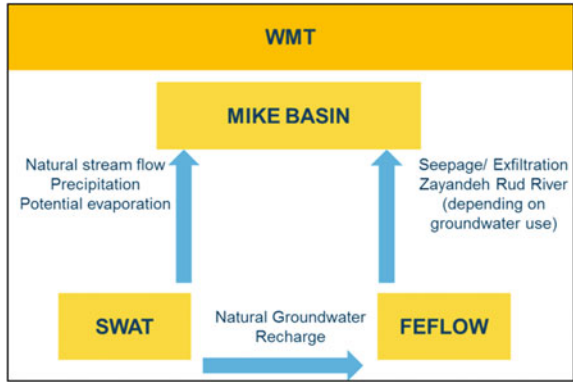 WMT
MIKE BASIN
Natural stream flow
Precipitation
Potential evaporation
Seepage/ Exfiltration
Zayandeh Rud River
(depending on
groundwater use)
SWAT
Natural Groundwater
Recharge
FEFLOW